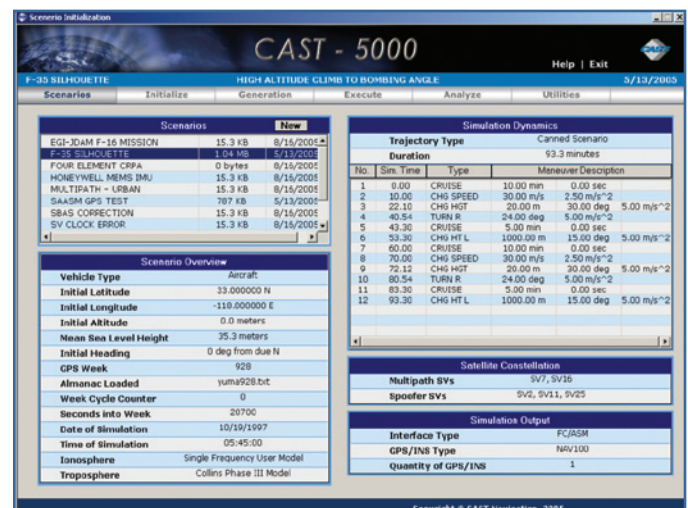 Scenerio Initialization
CAST - 5000
CAST
Help | Exit
F-35 SILHOUETTE HIGH ALTITUDE CLIMB TO BOMBING ANGLE 5/13/2005
Scenarios Initialize Generation Execute Analyze Utilities
Scenarios New
EGI-JDAM F-16 MISSION 15.3 KB 8/16/2005
F-35 SILHOUETTE 1.04 MB 5/13/2005
FOUR ELEMENT CRPA 0 bytes 8/16/2005
HONEYWELL MEMS IMU 15.3 KB 8/16/2005
MULTIPATH - URBAN 15.3 KB 8/16/2005
SAASM GPS TEST 787 KB 5/13/2005
SBAS CORRECTION 15.3 KB 8/16/2005
SV CLOCK ERROR 15.3 KB 8/16/2005
Scenerio Overview
Vehicle Type Aircraft
Initial Latitude 33.000000 N
Initial Longitude -118.000000 E
Initial Altitude 0.0 meters
Mean Sea Level Height 35.3 meters
Initial Heading 0 deg from due N
GPS Week 928
Almanac Loaded yuma928.txt
Week Cycle Counter 0
Seconds into Week 20700
Date of Simulation 10/19/1997
Time of Simulation 05:45:00
Ionosphere Single Frequency User Model
Troposphere Collins Phase III Model
Simulation Dynamics
Trajectory Type Canned Scenario
Duration 93.3 minutes
No. Sim. Time Type Maneuver Description
1 0.00 CRUISE 10.00 min 0.00 sec
2 10.00 CHG SPEED 30.00 m/s 2.50 m/s^2
3 22.10 CHG HGT 20.00 m 30.00 deg 5.00 m/s^2
4 40.54 TURN R 24.00 deg 5.00 m/s^2
5 43.30 CRUISE 5.00 min 0.00 sec
6 53.30 CHG HT L 1000.00 m 15.00 deg 5.00 m/s^2
7 60.00 CRUISE 10.00 min 0.00 sec
8 70.00 CHG SPEED 30.00 m/s 2.50 m/s^2
9 72.12 CHG HGT 20.00 m 30.00 deg 5.00 m/s^2
10 80.54 TURN R 24.00 deg 5.00 m/s^2
11 83.30 CRUISE 5.00 min 0.00 sec
12 93.30 CHG HT L 1000.00 m 15.00 deg 5.00 m/s^2
Satellite Constellation
Multipath SVs SV7, SV16
Spoofer SVs SV2, SV11, SV25
Simulation Output
Interface Type FC/ASM
GPS/INS Type NAV100
Quantity of GPS/INS 1
Copyright © CAST Navigation, 2005